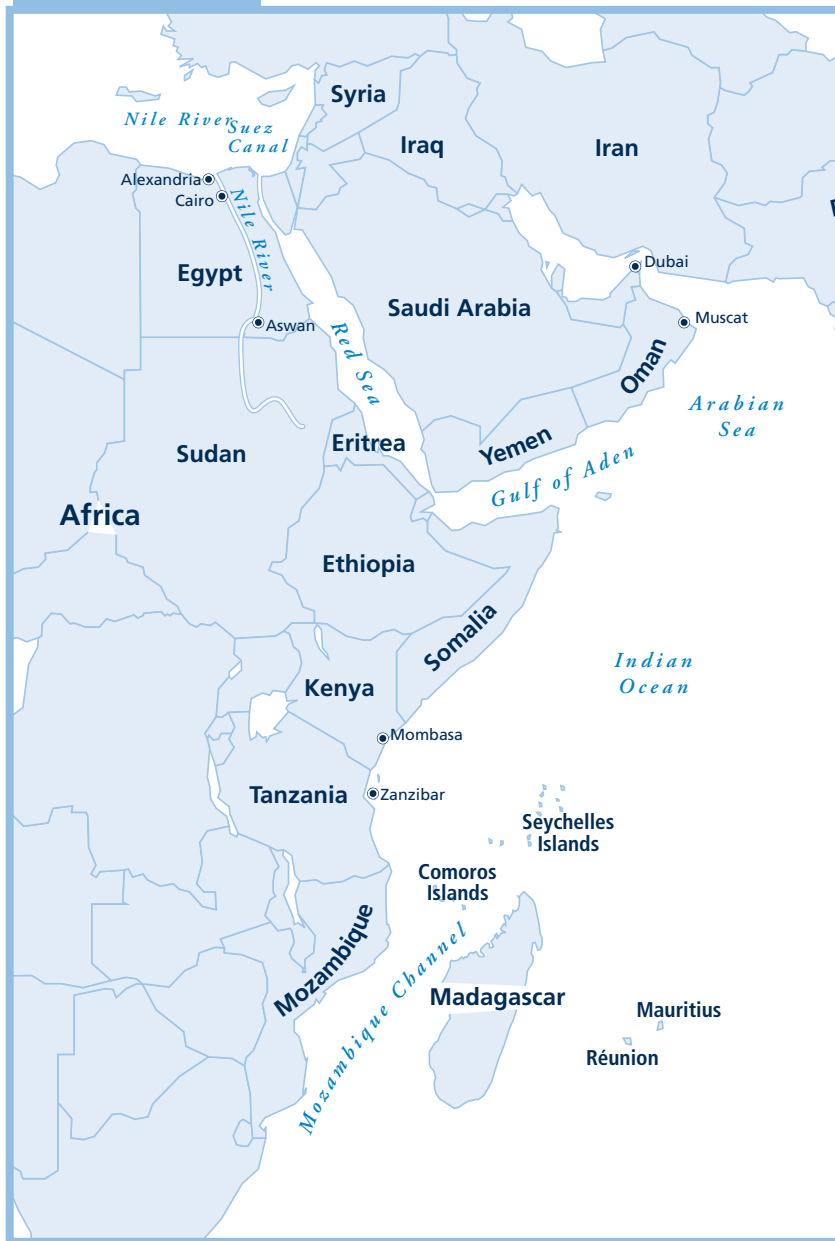 Syria
Nile River
Suez
Canal
Iraq
Iran
Alexandria
Cairo
Nile River
Egypt
Dubai
Saudi Arabia
Muscat
Aswan
Red Sea
Oman
Arabian
Sea
Eritrea
Yemen
Sudan
Gulf of Aden
Africa
Ethiopia
Somalia
Indian
Ocean
Kenya
Mombasa
Tanzania
Zanzibar
Seychelles
Islands
Comoros
Islands
Mozambique
Mozambique Channel
Madagascar
Mauritius
Réunion